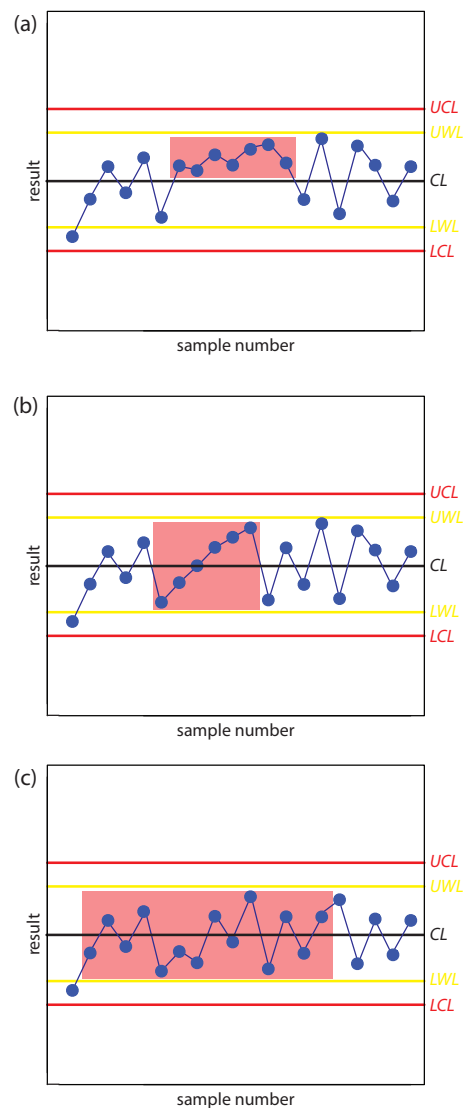 (a)
UCL
UWL
result
CL
LWL
LCL
sample number
(b)
UCL
UWL
result
CL
LWL
LCL
sample number
(c)
UCL
UWL
result
CL
LWL
LCL
sample number